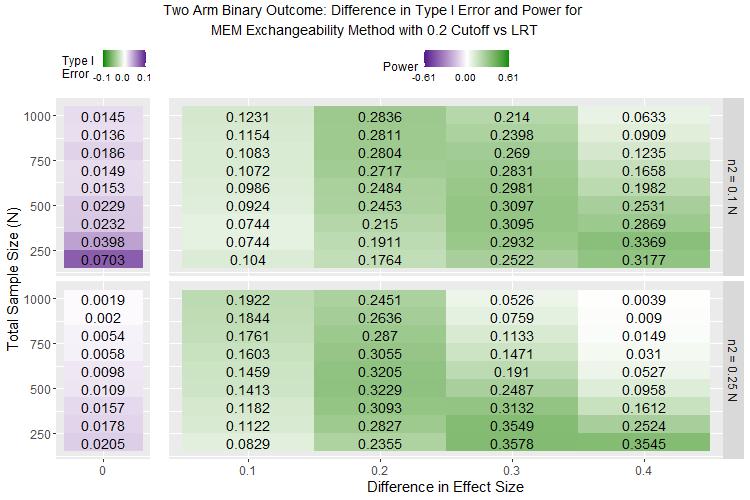 Two Arm Binary Outcome: Difference in Type I Error and Power for
MEM Exchangeability Method with 0.2 Cutoff vs LRT
Type I
Error
-0.1 0.0 0.1
Power
-0.61 0.00 0.61
Total Sample Size (N)
1000 0.0145 0.1231 0.2836 0.214 0.0633
0.0136 0.1154 0.2811 0.2398 0.0909
750 0.0186 0.1083 0.2804 0.269 0.1235
0.0149 0.1072 0.2717 0.2831 0.1658
0.0153 0.0986 0.2484 0.2981 0.1982
500 0.0229 0.0924 0.2453 0.3097 0.2531
0.0232 0.0744 0.215 0.3095 0.2869
0.0398 0.0744 0.1911 0.2932 0.3369
250 0.0703 0.104 0.1764 0.2522 0.3177
n2 = 0.1 N
1000 0.0019 0.1922 0.2451 0.0526 0.0039
0.002 0.1844 0.2636 0.0759 0.009
750 0.0054 0.1761 0.287 0.1133 0.0149
0.0058 0.1603 0.3055 0.1471 0.031
0.0098 0.1459 0.3205 0.191 0.0527
500 0.0109 0.1413 0.3229 0.2487 0.0958
0.0157 0.1182 0.3093 0.3132 0.1612
0.0178 0.1122 0.2827 0.3549 0.2524
250 0.0205 0.0829 0.2355 0.3578 0.3545
n2 = 0.25 N
0 0.1 0.2 0.3 0.4
Difference in Effect Size